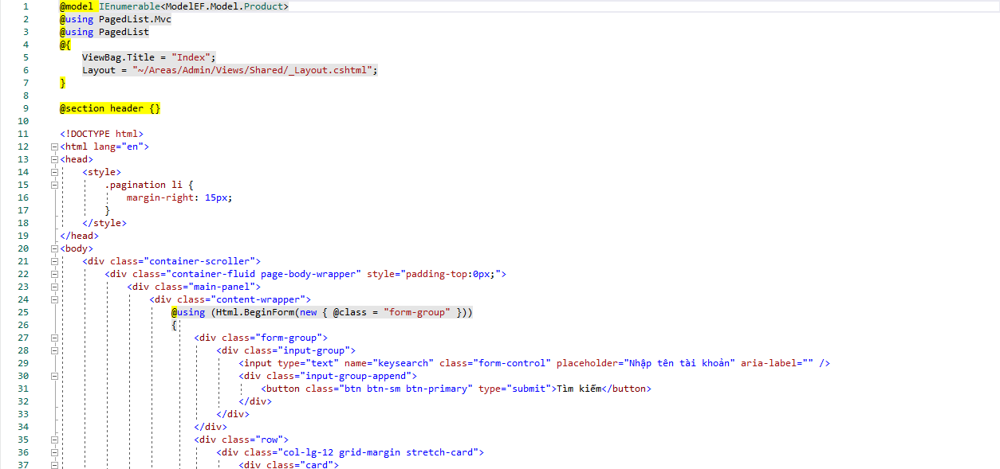 1 @model IEnumerable<ModelEF.Model.Product>
2 @using PagedList.Mvc
3 @using PagedList
4 @{
5 ViewBag.Title = "Index";
6 Layout = "~/Areas/Admin/Views/Shared/_Layout.cshtml";
7 }
8
9 @section header {}
10
11 <!DOCTYPE html>
12 <html lang="en">
13 <head>
14 <style>
15 .pagination li {
16 margin-right: 15px;
17 }
18 </style>
19 </head>
20 <body>
21 <div class="container-scroller">
22 <div class="container-fluid page-body-wrapper" style="padding-top:0px;">
23 <div class="main-panel">
24 <div class="content-wrapper">
25 @using (Html.BeginForm(new { @class = "form-group" }))
26 {
27 <div class="form-group">
28 <div class="input-group">
29 <input type="text" name="keysearch" class="form-control" placeholder="Nhập tên tài khoản" aria-label="" />
30 <div class="input-group-append">
31 <button class="btn btn-sm btn-primary" type="submit">Tìm kiếm</button>
32 </div>
33 </div>
34 </div>
35 <div class="row">
36 <div class="col-lg-12 grid-margin stretch-card">
37 <div class="card">